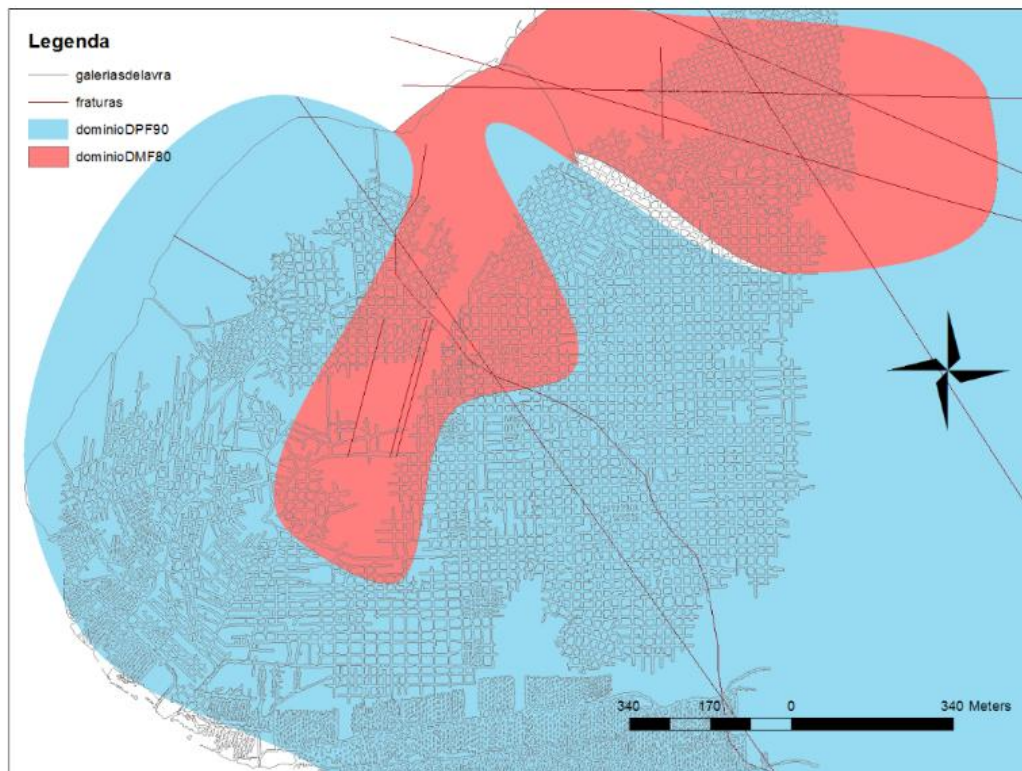 Legenda
galeriasdelavra
fraturas
dominioDPF90
dominioDMF80
340 170 0 340 Meters